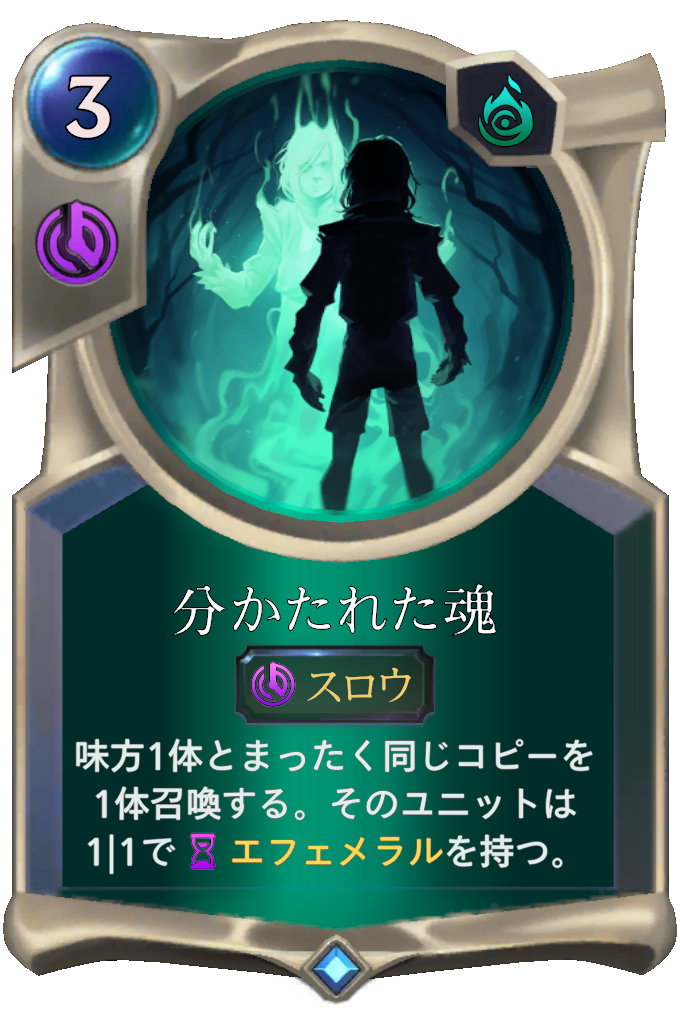 3
分かたれた魂
スロウ
味方1体とまったく同じコピーを
1体召喚する。そのユニットは
1|1で エフェメラルを持つ。